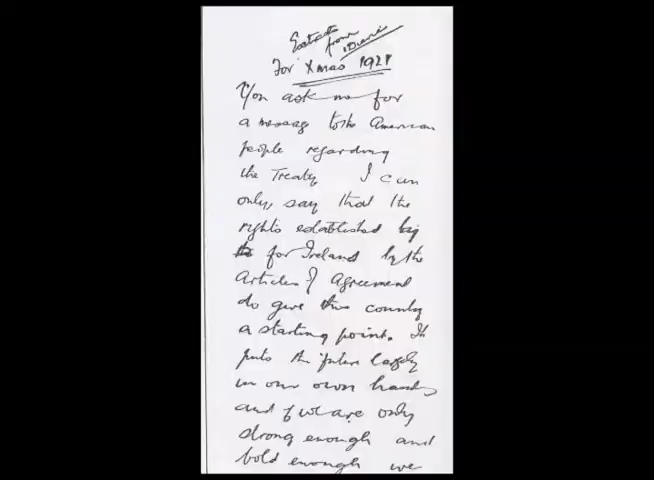 Extracts
from
Diaries
For Xmas 1921
You ask me for
a message to the American
people regarding
the Treaty I can
only, say that the
rights established by
for Ireland by the
Articles of Agreement
do give this country
a starting point. It
puts the future largely
in our own hands,
and if we are only
strong enough and
bold enough we